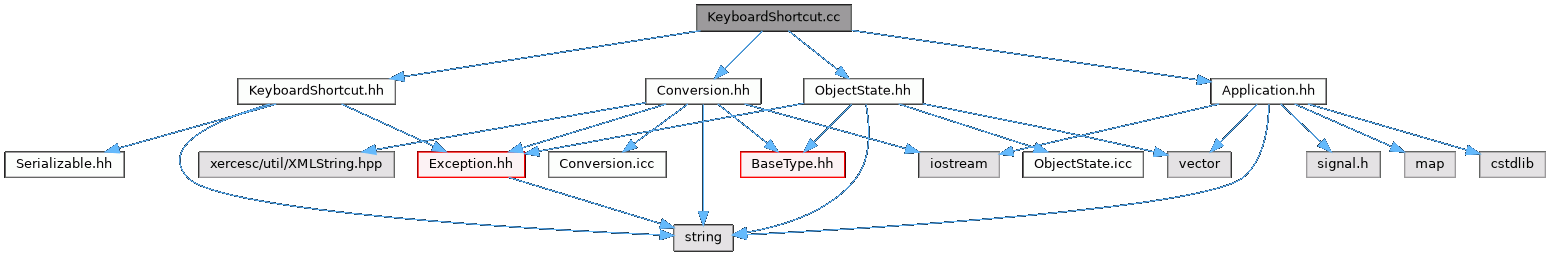 KeyboardShortcut.cc
KeyboardShortcut.hh
Conversion.hh
ObjectState.hh
Application.hh
Serializable.hh
xercesc/util/XMLString.hpp
Exception.hh
Conversion.icc
BaseType.hh
iostream
ObjectState.icc
vector
signal.h
map
cstdlib
string